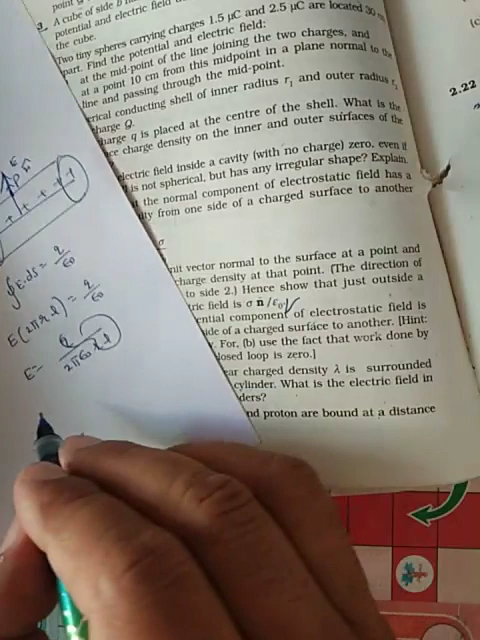 point
3 A cube of side b
potential and electric field
the cube.
Two tiny spheres carrying charges 1.5 µC and 2.5 µC are located 30 cm
part. Find the potential and electric field:
at the mid-point of the line joining the two charges, and
at a point 10 cm from this midpoint in a plane normal to the
line and passing through the mid-point.
erical conducting shell of inner radius r₁ and outer radius r₂
charge Q.
harge q is placed at the centre of the shell. What is the
ce charge density on the inner and outer surfaces of the
electric field inside a cavity (with no charge) zero, even if
is not spherical, but has any irregular shape? Explain.
t the normal component of electrostatic field has a
ity from one side of a charged surface to another
σ
nit vector normal to the surface at a point and
charge density at that point. (The direction of
to side 2.) Hence show that just outside a
ric field is σ n̂/ε₀.
ential component of electrostatic field is
ide of a charged surface to another. [Hint:
. For, (b) use the fact that work done by
losed loop is zero.]
ear charged density λ is surrounded
cylinder. What is the electric field in
ders?
nd proton are bound at a distance
2.22
(c
E
n̂
+ + + +
∮E.ds = q/ε₀
E(2πrl) = q/ε₀
E= q/2πε₀rl